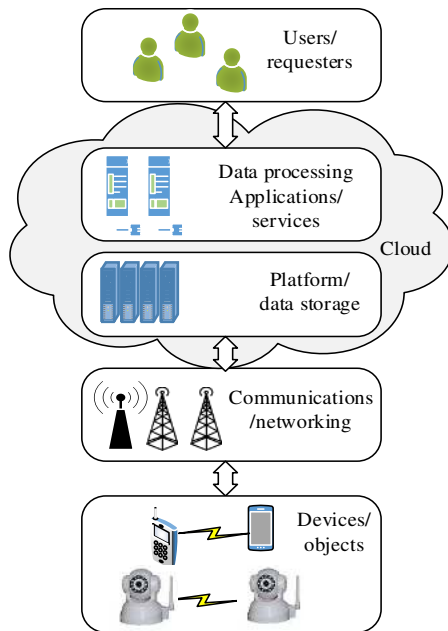 Users/
requesters
Data processing
Applications/
services
Cloud
Platform/
data storage
Communications
/networking
Devices/
objects